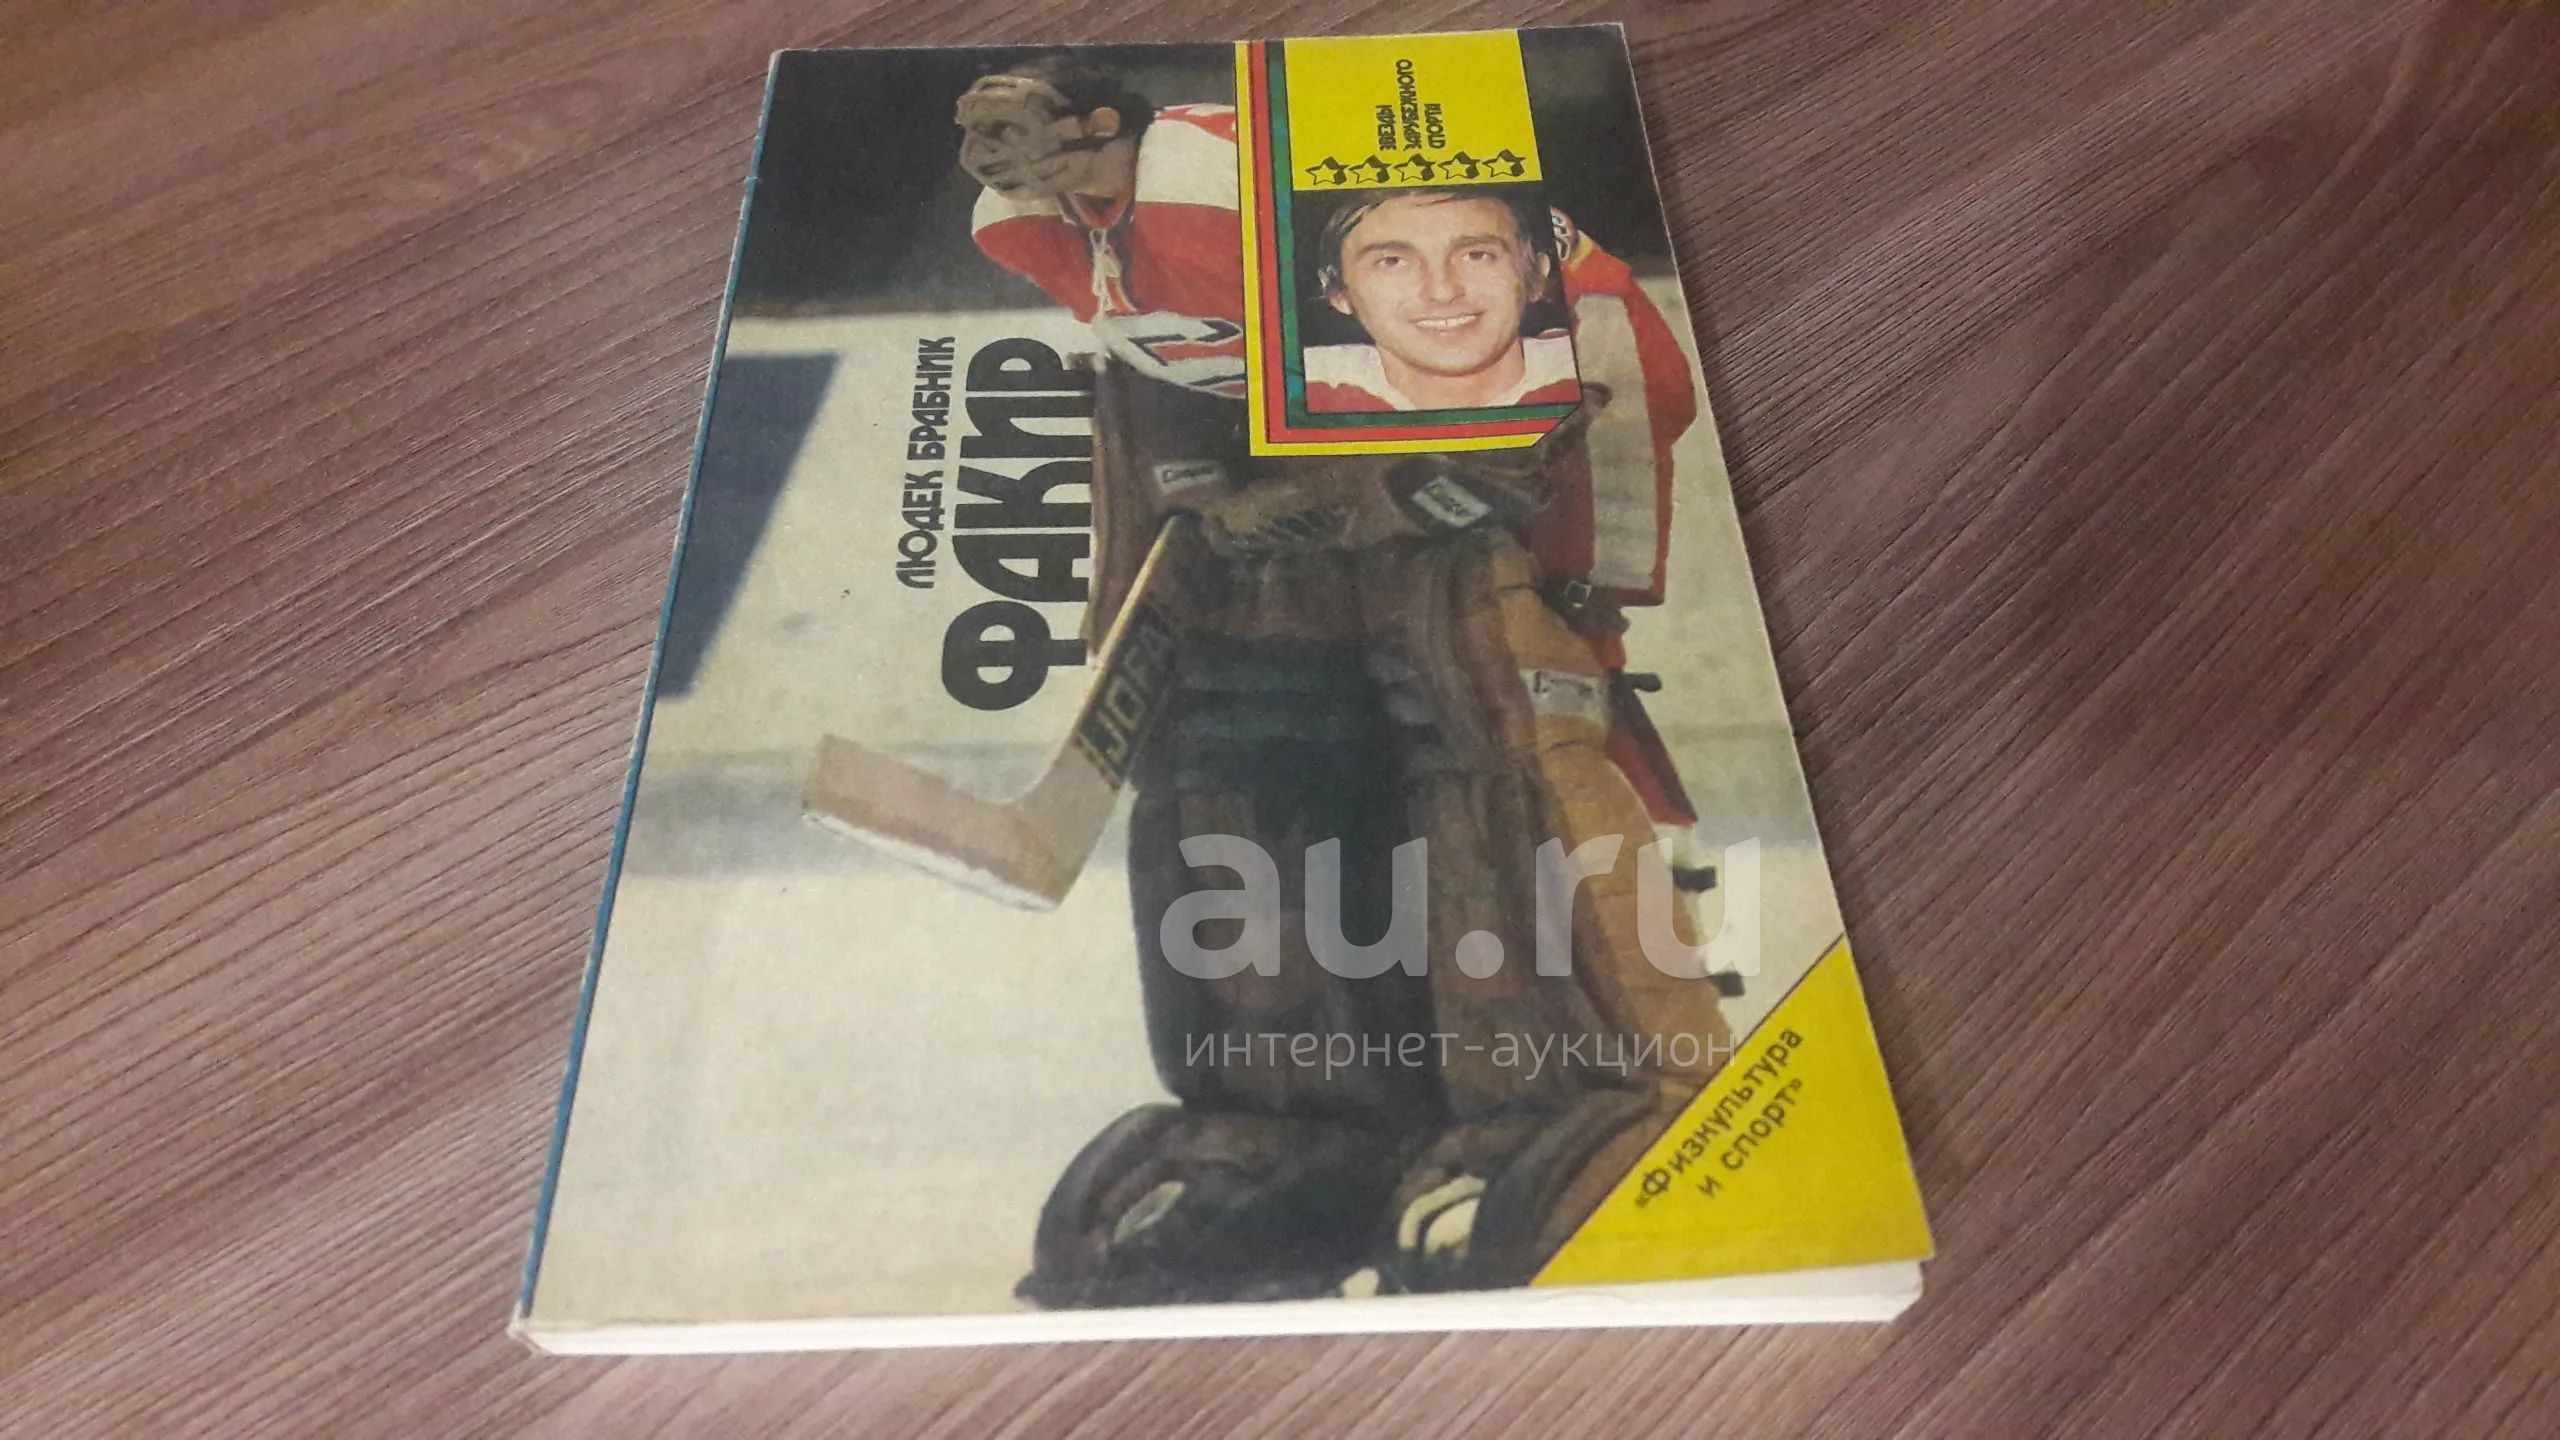 ЗВЕЗДЫ
ЗАРУБЕЖНОГО
СПОРТА
ЛЮДЕК БРАБНИК
ФАКИР
JOFA
au.ru
интернет-аукцион
«Физкультура
и спорт»